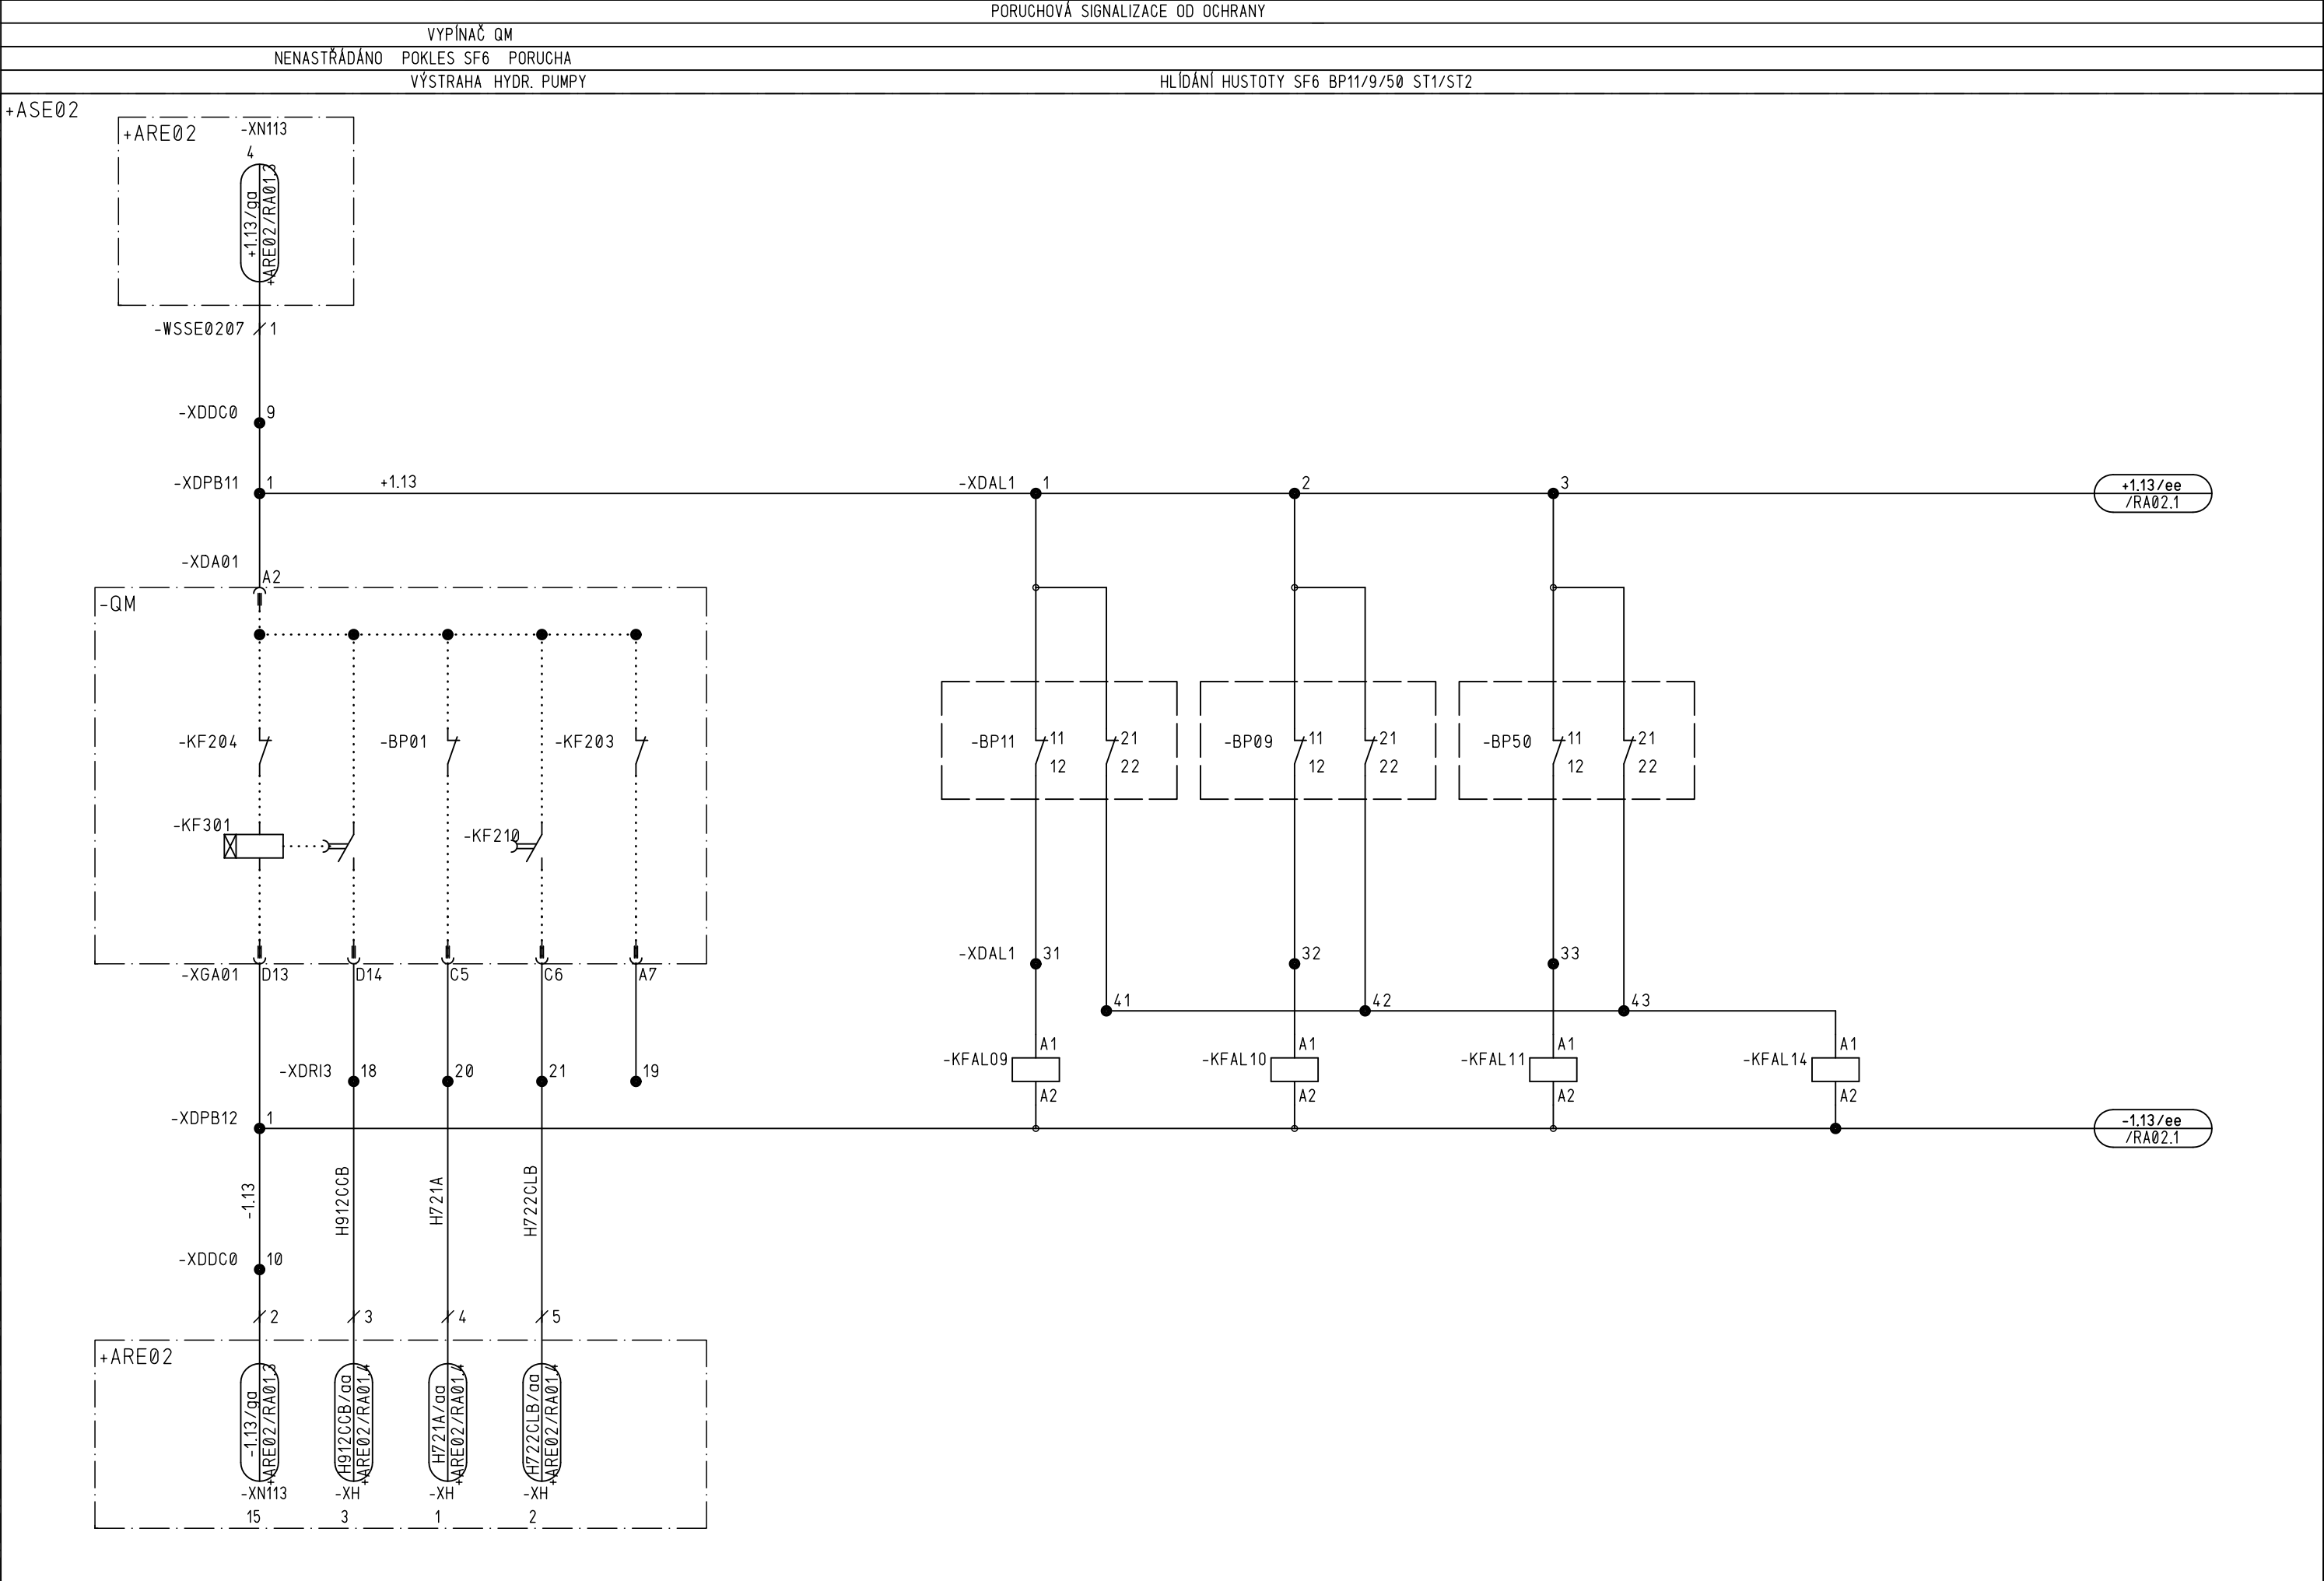 PORUCHOVÁ SIGNALIZACE OD OCHRANY
VYPÍNAČ QM
NENASTŘÁDÁNO POKLES SF6 PORUCHA
VÝSTRAHA HYDR. PUMPY
HLÍDÁNÍ HUSTOTY SF6 BP11/9/50 ST1/ST2
+ASE02
+ARE02
-XN113
4
+1.13/ga
+ARE02/RA01.3
-WSSE0207 1
-XDDC0 9
-XDPB11 1 +1.13 -XDAL1 1 2 3
+1.13/ee
/RA02.1
-XDA01
A2
-QM
-KF204 -BP01 -KF203
-BP11 11 21 -BP09 11 21 -BP50 11 21
12 22 12 22 12 22
-KF301 -KF210
-XDAL1 31 32 33
-XGA01 D13 D14 C5 C6 A7
41 42 43
A1 A1 A1 A1
-KFAL09 -KFAL10 -KFAL11 -KFAL14
A2 A2 A2 A2
-XDRI3 18 20 21 19
-XDPB12 1
-1.13/ee
/RA02.1
-1.13 H912CCB H721A H722CLB
-XDDC0 10
2 3 4 5
+ARE02
-1.13/ga
+ARE02/RA01.3
H912CCB/aa
+ARE02/RA01.4
H721A/aa
+ARE02/RA01.4
H722CLB/aa
+ARE02/RA01.4
-XN113 -XH -XH -XH
15 3 1 2